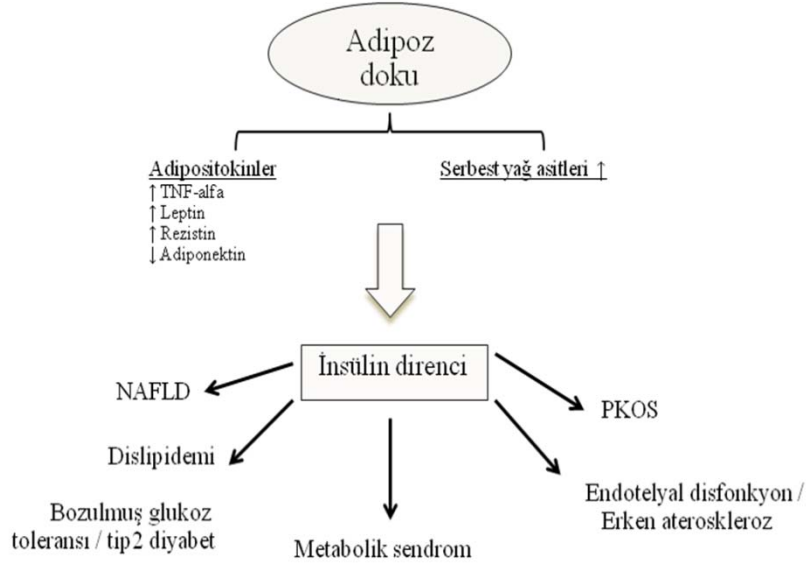 Adipoz
doku
Adipositokinler
↑ TNF-alfa
↑ Leptin
↑ Rezistin
↓ Adiponektin
Serbest yağ asitleri ↑
İnsülin direnci
NAFLD
Dislipidemi
Bozulmuş glukoz
toleransı / tip2 diyabet
Metabolik sendrom
PKOS
Endotelyal disfonkyon /
Erken ateroskleroz